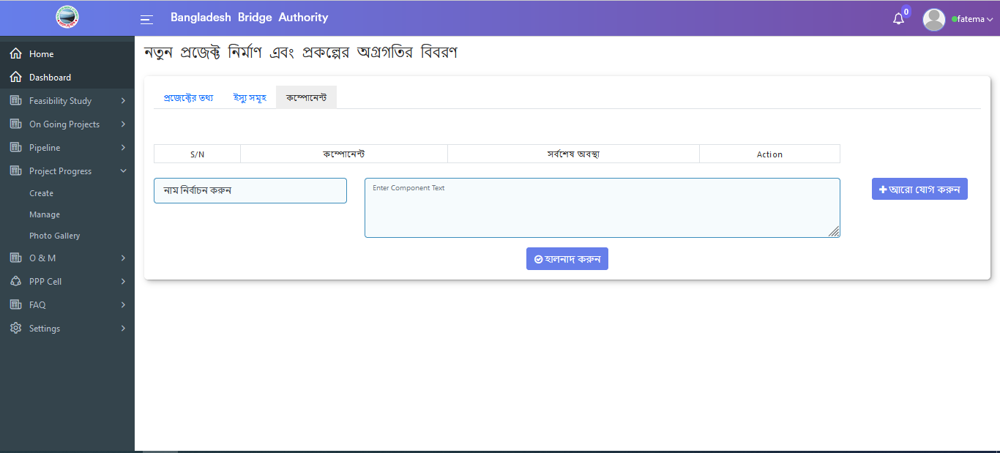 Bangladesh Bridge Authority
0
fatema
Home
Dashboard
Feasibility Study
On Going Projects
Pipeline
Project Progress
Create
Manage
Photo Gallery
O & M
PPP Cell
FAQ
Settings
নতুন প্রজেক্ট নির্মাণ এবং প্রকল্পের অগ্রগতির বিবরণ
প্রজেক্টের তথ্য ইস্যু সমূহ কম্পোনেন্ট
S/N কম্পোনেন্ট সর্বশেষ অবস্থা Action
নাম নির্বাচন করুন Enter Component Text আরো যোগ করুন
হালনাদ করুন